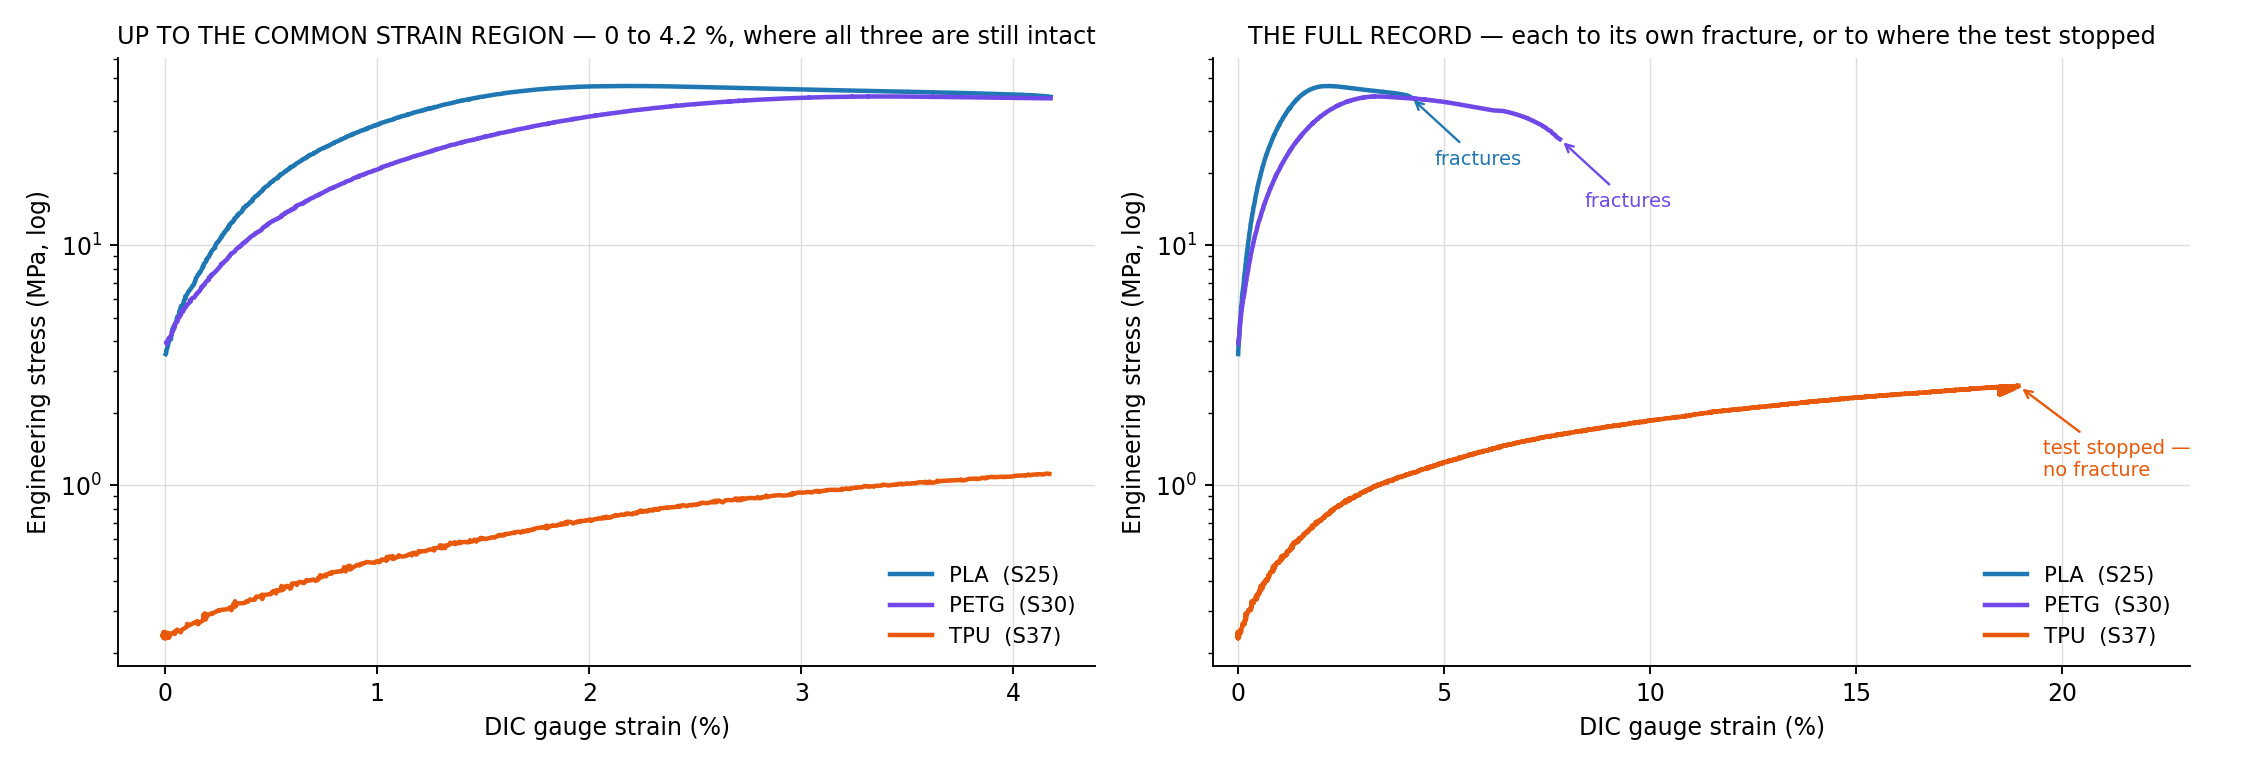 UP TO THE COMMON STRAIN REGION — 0 to 4.2 %, where all three are still intact
Engineering stress (MPa, log)
10¹
10⁰
PLA (S25)
PETG (S30)
TPU (S37)
0 1 2 3 4
DIC gauge strain (%)
THE FULL RECORD — each to its own fracture, or to where the test stopped
Engineering stress (MPa, log)
10¹
10⁰
fractures
fractures
test stopped —
no fracture
PLA (S25)
PETG (S30)
TPU (S37)
0 5 10 15 20
DIC gauge strain (%)